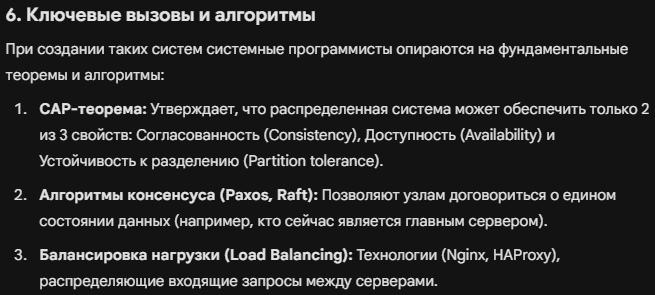 6. Ключевые вызовы и алгоритмы
При создании таких систем системные программисты опираются на фундаментальные
теоремы и алгоритмы:
1. CAP-теорема: Утверждает, что распределенная система может обеспечить только 2
из 3 свойств: Согласованность (Consistency), Доступность (Availability) и
Устойчивость к разделению (Partition tolerance).
2. Алгоритмы консенсуса (Paxos, Raft): Позволяют узлам договориться о едином
состоянии данных (например, кто сейчас является главным сервером).
3. Балансировка нагрузки (Load Balancing): Технологии (Nginx, HAProxy),
распределяющие входящие запросы между серверами.